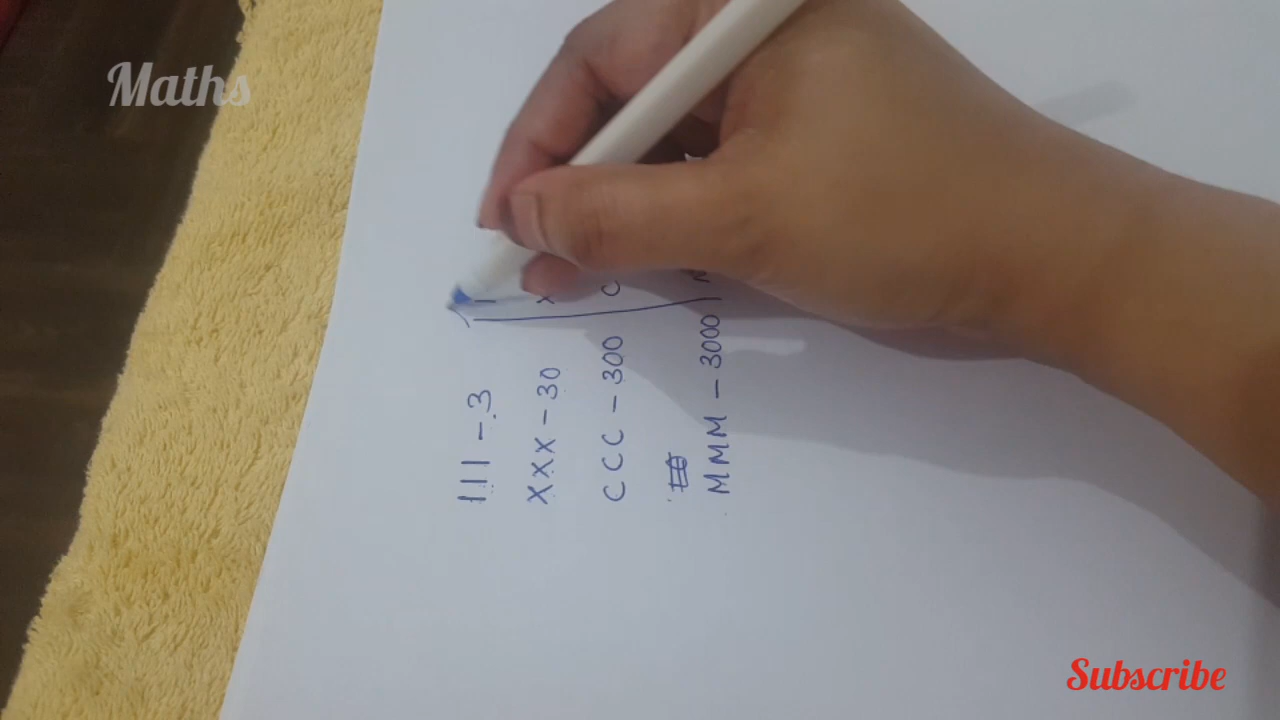 Maths
III - 3
XXX - 30
CCC - 300
MMM - 3000
I
X
C
Subscribe